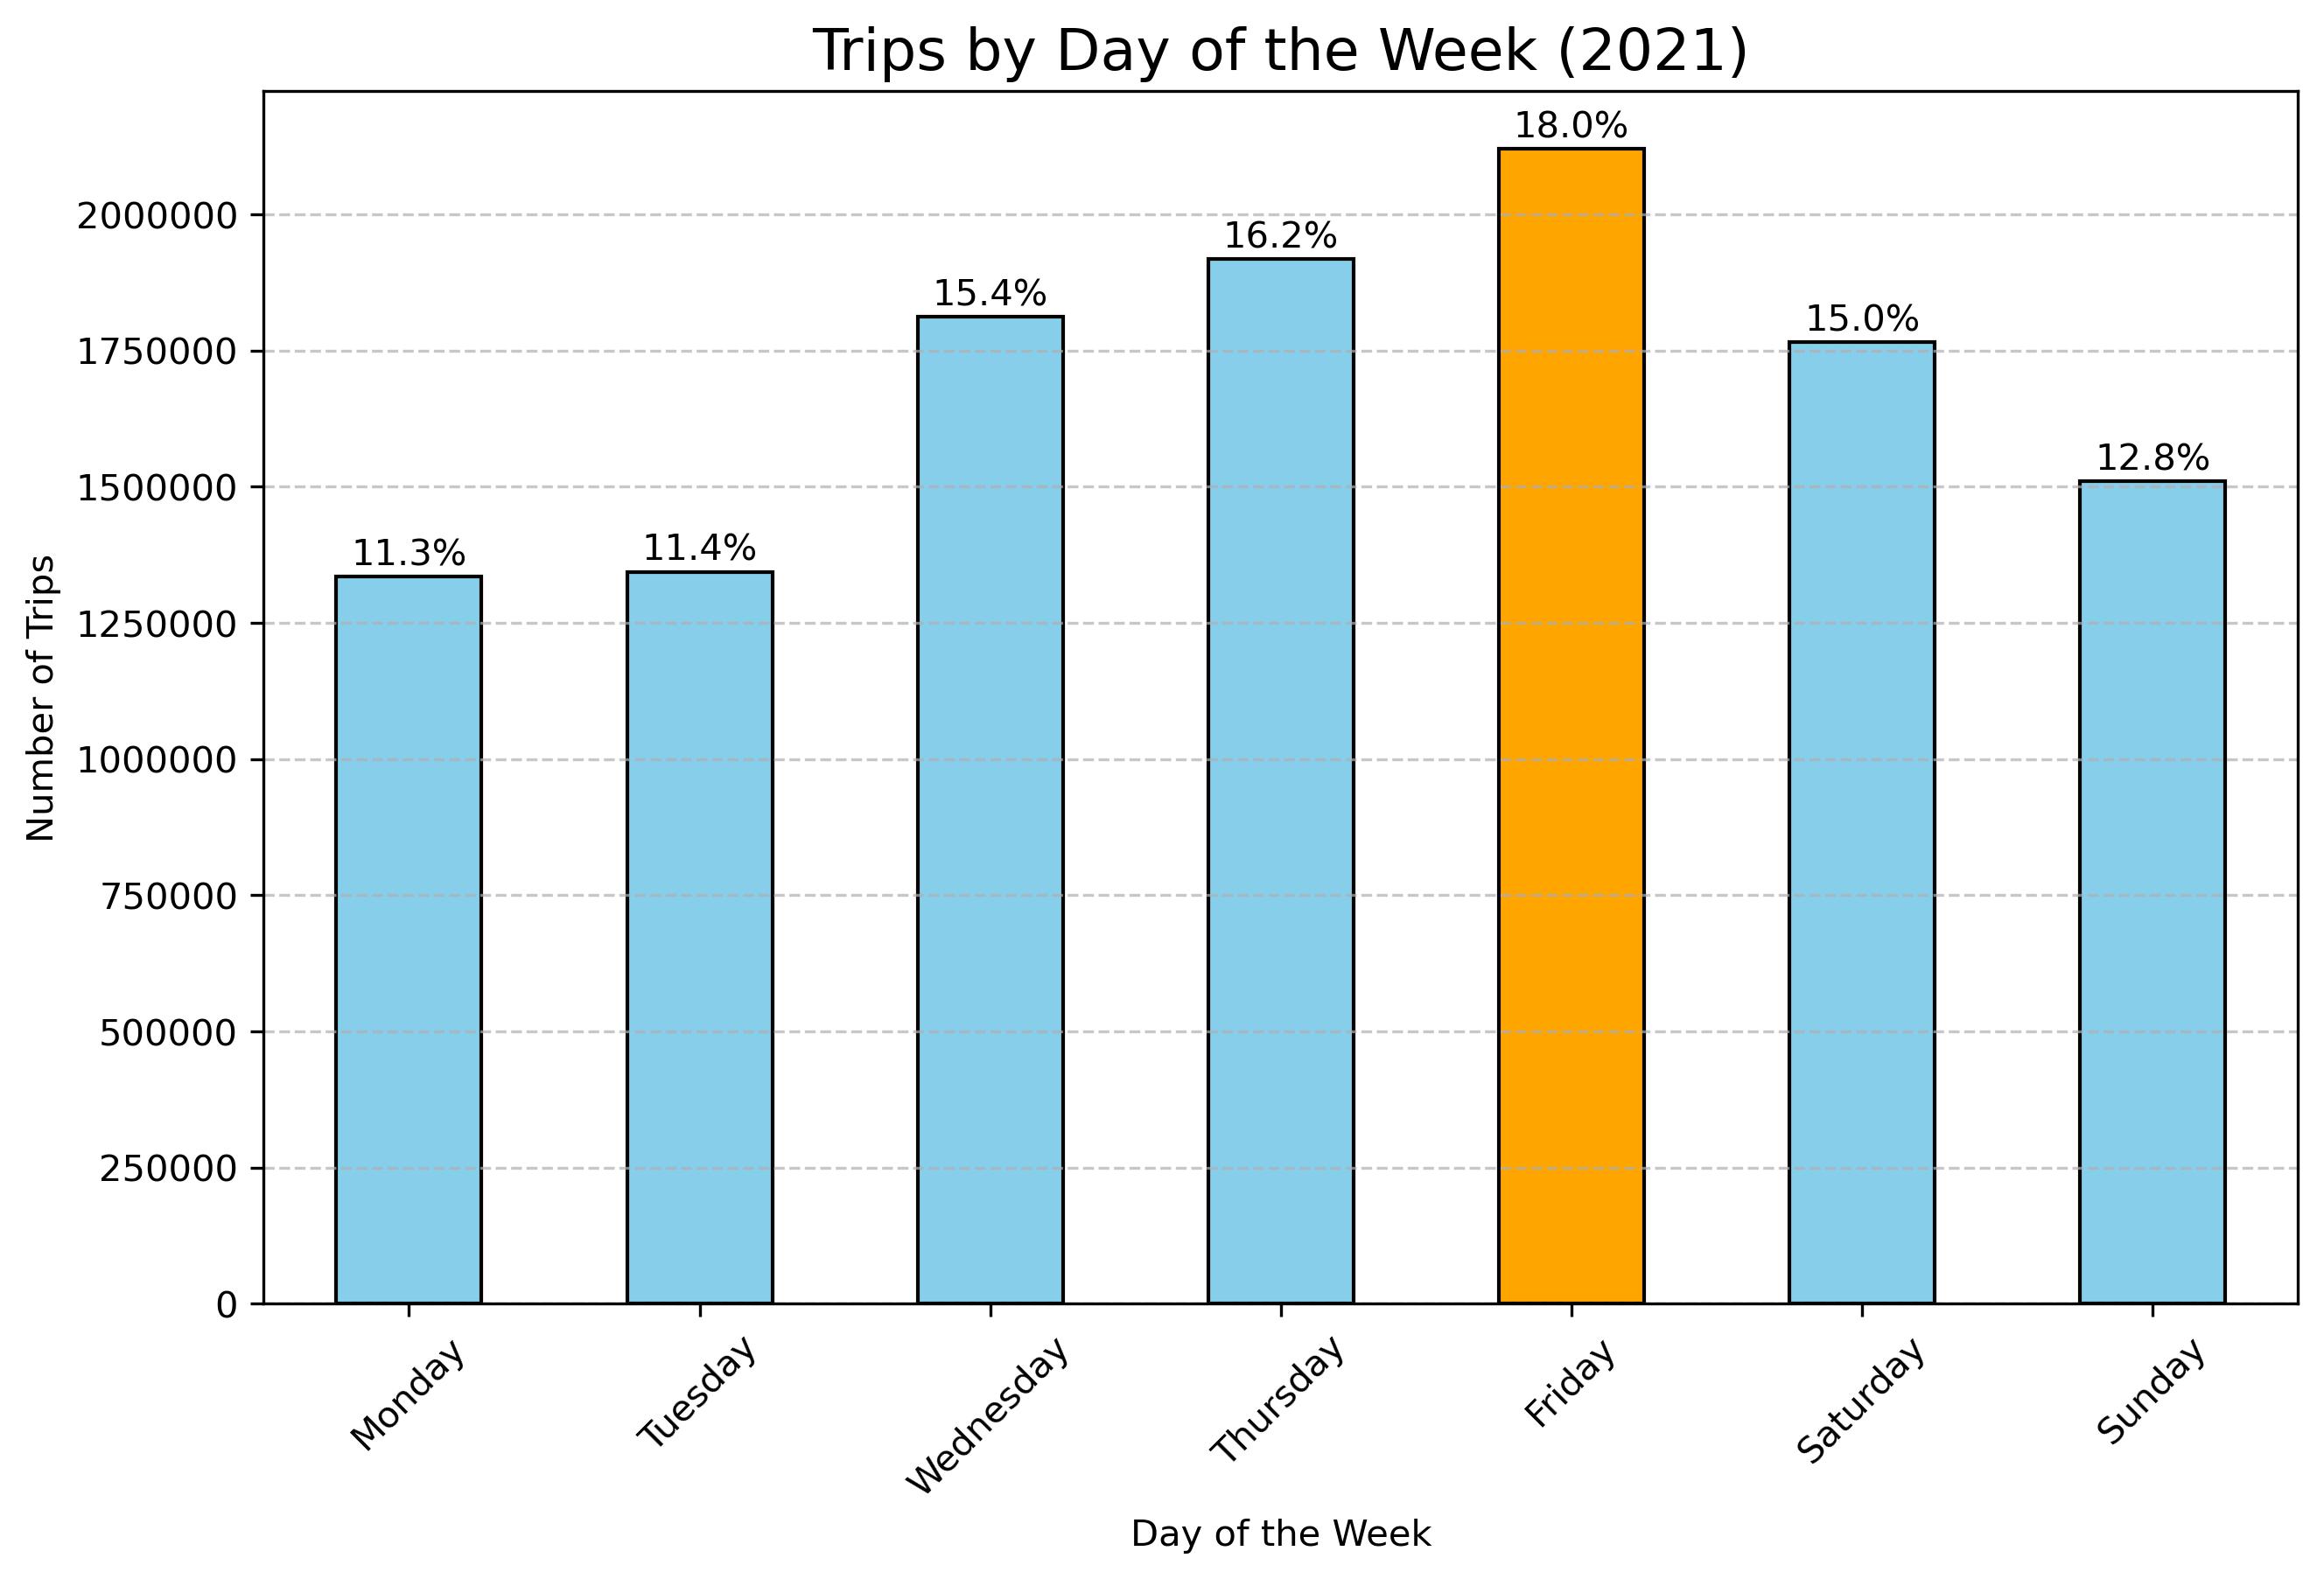 Trips by Day of the Week (2021)
18.0%
16.2%
15.4%
15.0%
12.8%
11.4%
11.3%
2000000
1750000
1500000
1250000
1000000
750000
500000
250000
0
Number of Trips
Monday
Tuesday
Wednesday
Thursday
Friday
Saturday
Sunday
Day of the Week